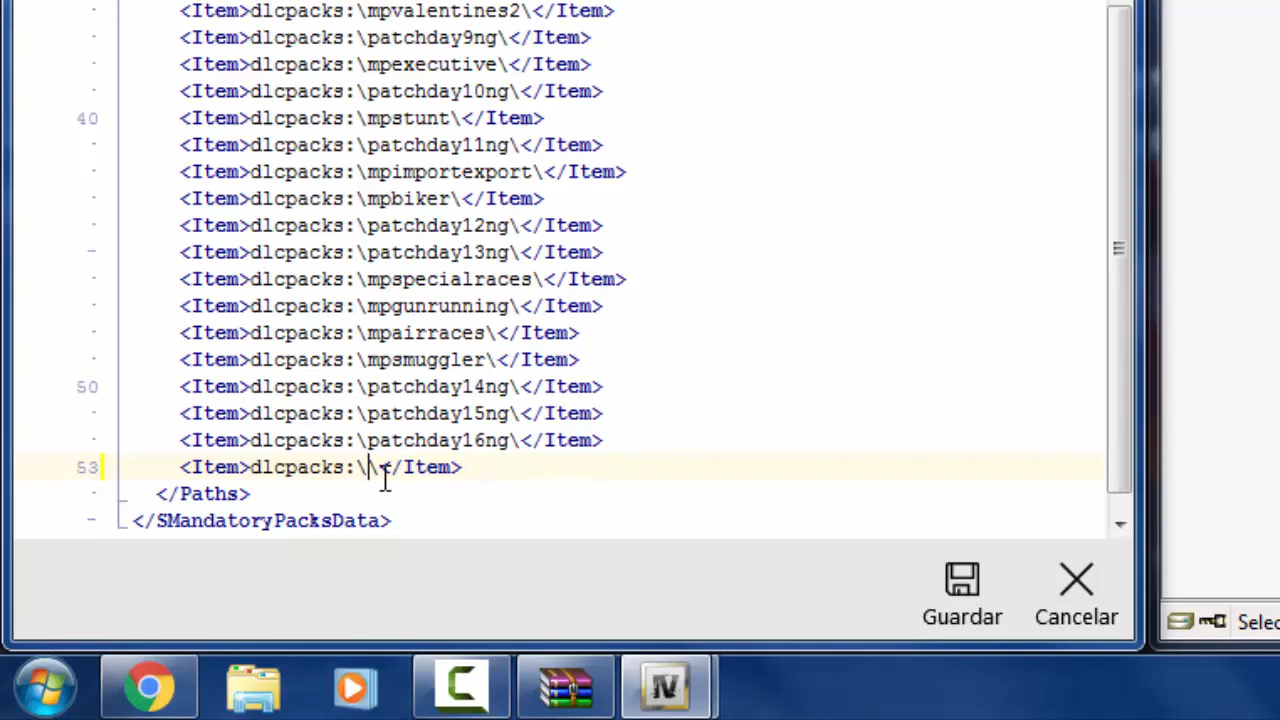 <Item>dlcpacks:\mpvalentines2\</Item>
<Item>dlcpacks:\patchday9ng\</Item>
<Item>dlcpacks:\mpexecutive\</Item>
<Item>dlcpacks:\patchday10ng\</Item>
40 <Item>dlcpacks:\mpstunt\</Item>
<Item>dlcpacks:\patchday11ng\</Item>
<Item>dlcpacks:\mpimportexport\</Item>
<Item>dlcpacks:\mpbiker\</Item>
<Item>dlcpacks:\patchday12ng\</Item>
<Item>dlcpacks:\patchday13ng\</Item>
<Item>dlcpacks:\mpspecialraces\</Item>
<Item>dlcpacks:\mpgunrunning\</Item>
<Item>dlcpacks:\mpairraces\</Item>
<Item>dlcpacks:\mpsmuggler\</Item>
50 <Item>dlcpacks:\patchday14ng\</Item>
<Item>dlcpacks:\patchday15ng\</Item>
<Item>dlcpacks:\patchday16ng\</Item>
53 <Item>dlcpacks:\\</Item>
</Paths>
</SMandatoryPacksData>
Guardar Cancelar